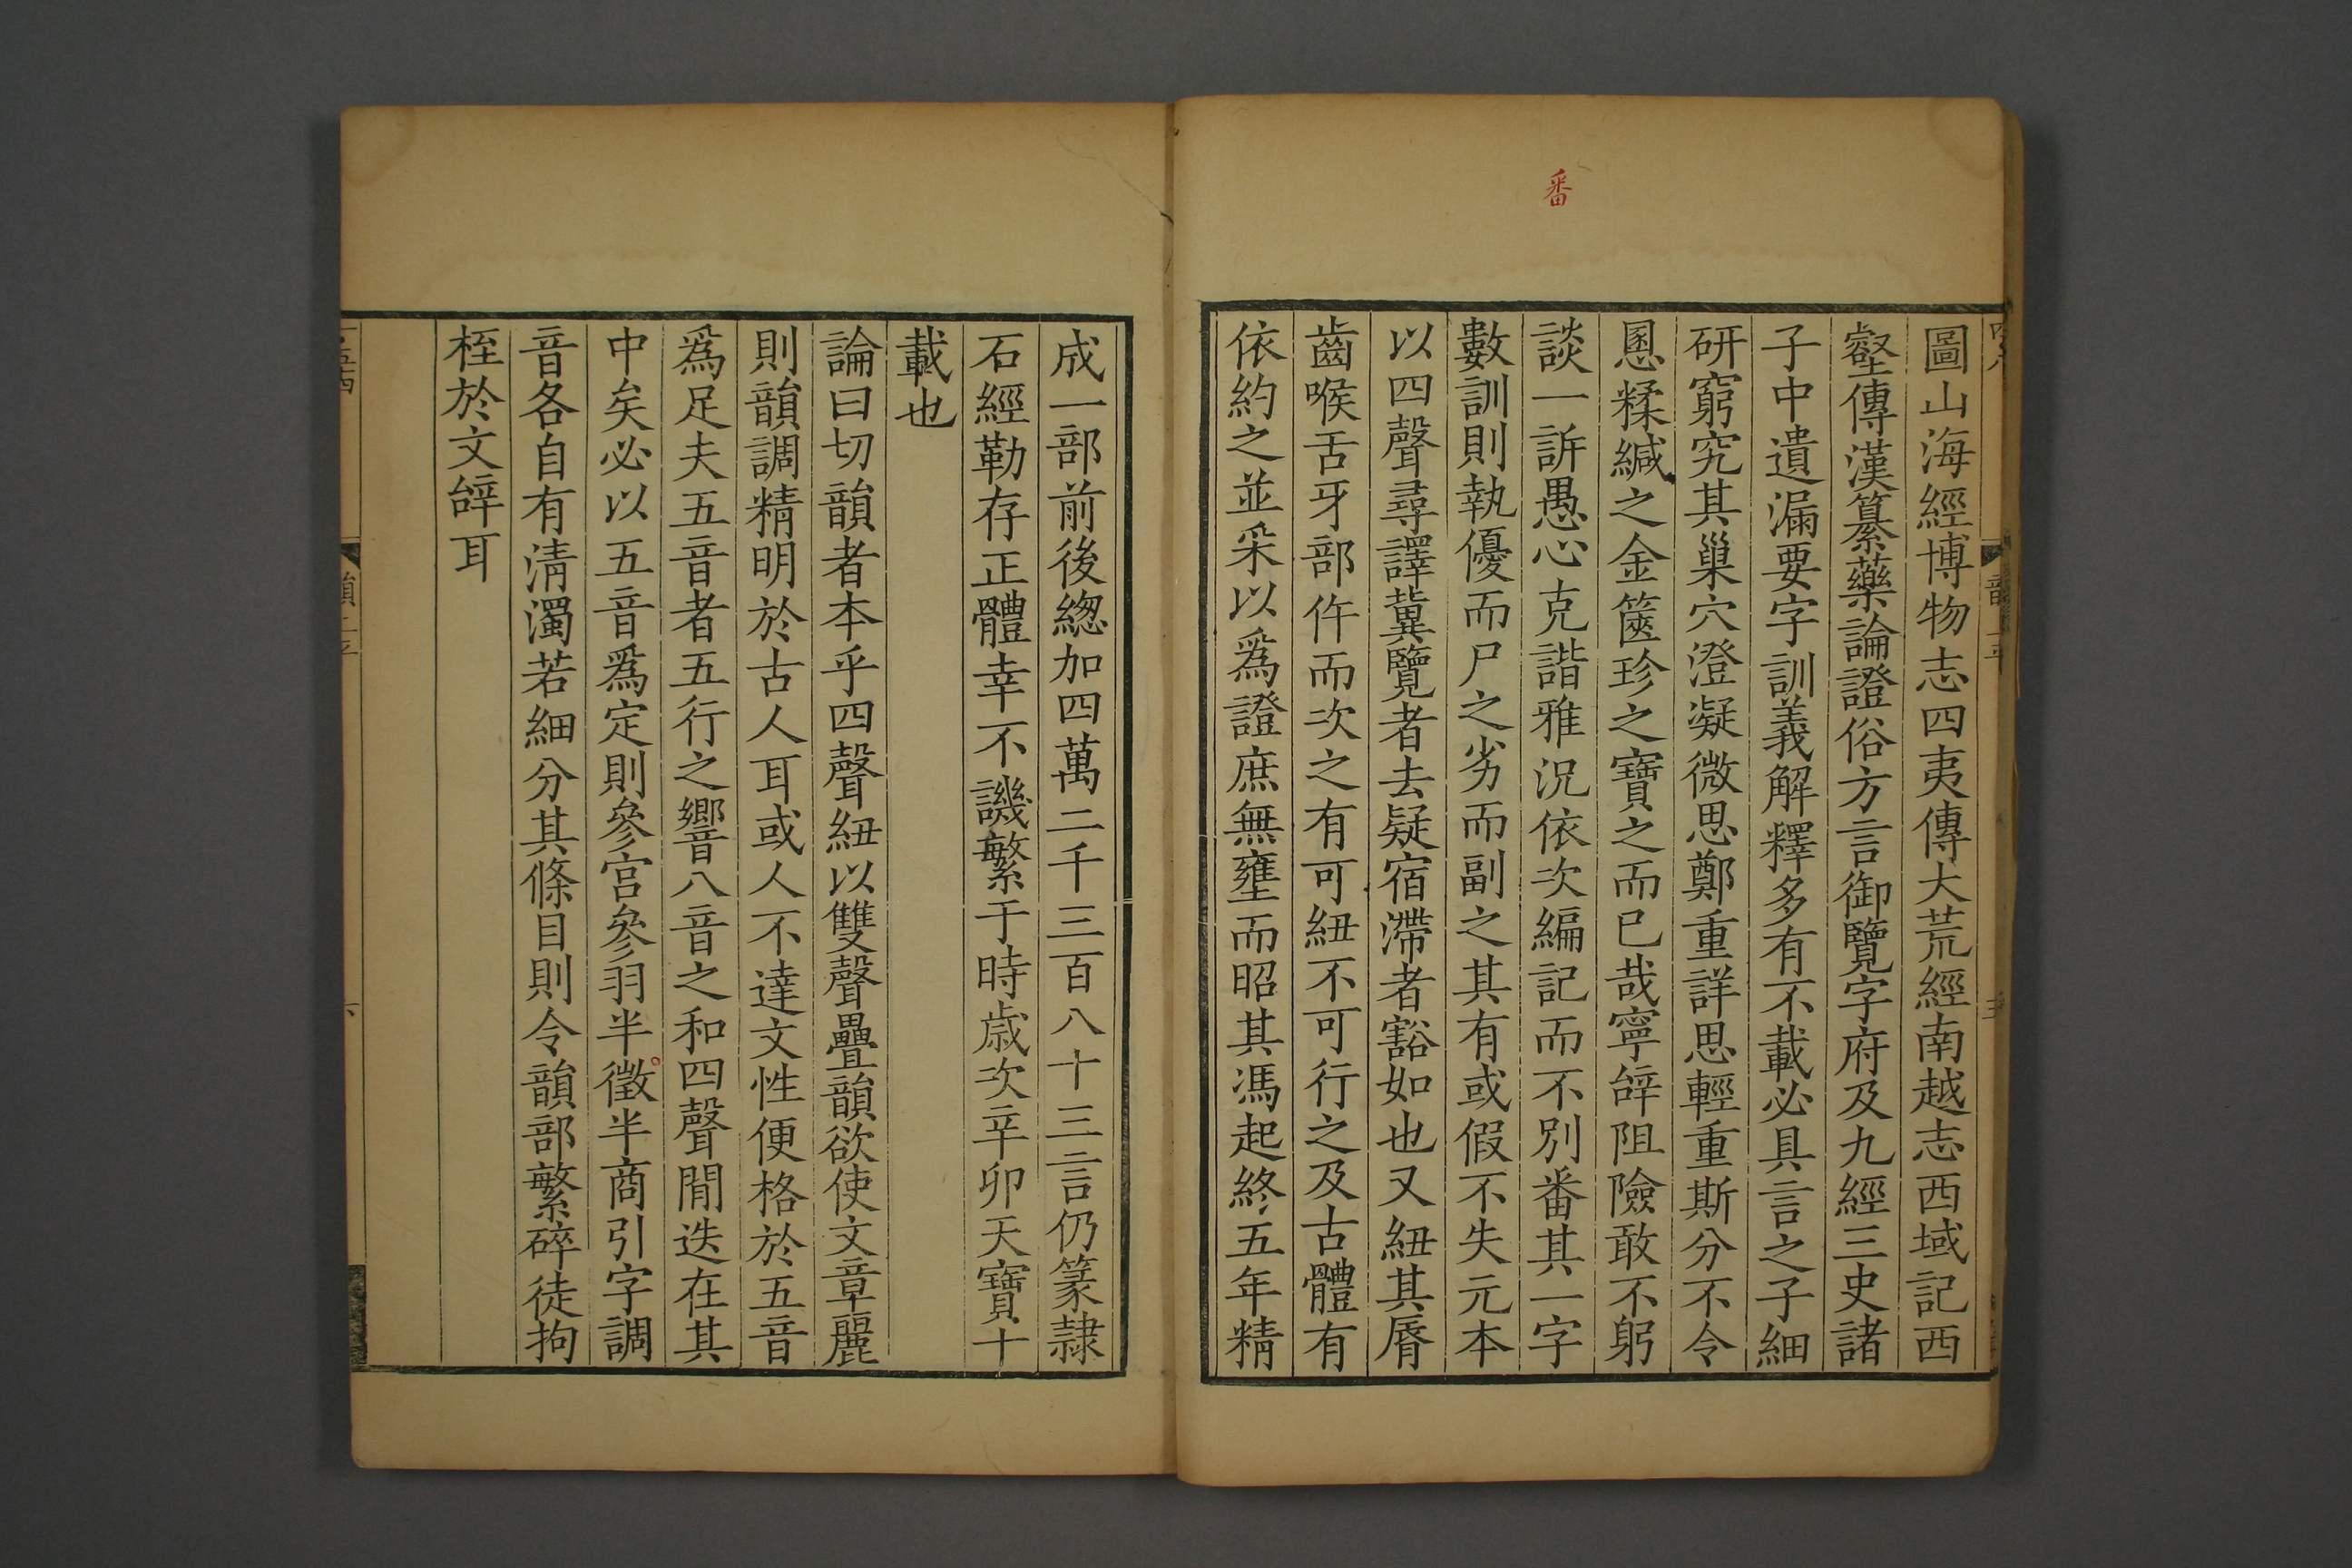 番
圖山海經博物志四夷傳大荒經南越志西域記西
壑傳漢纂藥論證俗方言御覽字府及九經三史諸
子中遺漏要字訓義解釋多有不載必具言之子細
研窮究其巢穴澄凝微思鄭重詳思輕重斯分不令
慁糅緘之金篋珍之寶之而已哉寧辝阻險敢不躬
談一訴愚心克諧雅況依次編記而不別番其一字
數訓則執優而尸之劣而副之其有或假不失元本
以四聲尋譯冀覽者去疑宿滯者豁如也又紐其脣
齒喉舌牙部仵而次之有可紐不可行之及古體有
依約之並采以爲證庶無壅而昭其馮起終五年精
成一部前後緫加四萬二千三百八十三言仍篆隸
石經勒存正體幸不譏繁于時歲次辛卯天寶十
載也
論曰切韻者本乎四聲紐以雙聲疊韻欲使文章麗
則韻調精明於古人耳或人不達文性便格於五音
爲足夫五音者五行之響八音之和四聲閒迭在其
中矣必以五音爲定則參宮參羽半徵半商引字調
音各自有清濁若細分其條目則令韻部繁碎徒拘
桎於文辝耳